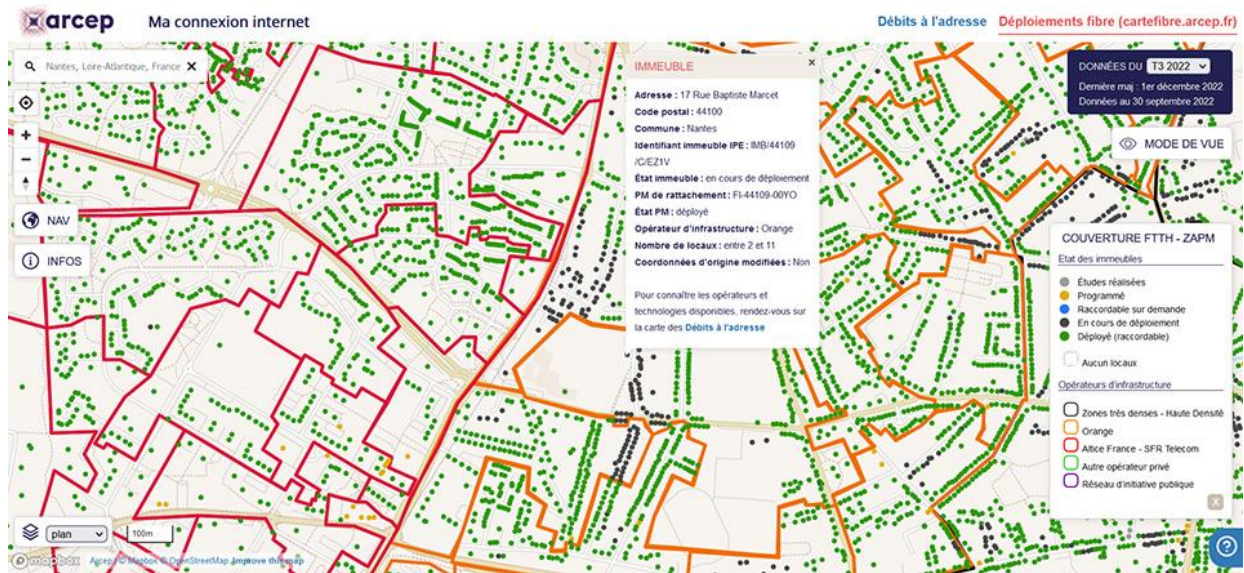 arcep
Ma connexion internet
Débits à l'adresse
Déploiements fibre (cartefibre.arcep.fr)
Nantes, Loire-Atlantique, France
+
−
NAV
INFOS
IMMEUBLE
×
Adresse : 17 Rue Baptiste Marcet
Code postal : 44100
Commune : Nantes
Identifiant immeuble IPE : IMB/44109
/C/EZ1V
État immeuble : en cours de déploiement
PM de rattachement : FI-44109-00YO
État PM : déployé
Opérateur d'infrastructure : Orange
Nombre de locaux : entre 2 et 11
Coordonnées d'origine modifiées : Non
Pour connaître les opérateurs et
technologies disponibles, rendez-vous sur
la carte des Débits à l'adresse
DONNÉES DU T3 2022
Dernière maj : 1er décembre 2022
Données au 30 septembre 2022
MODE DE VUE
COUVERTURE FTTH - ZAPM
Etat des immeubles
Études réalisées
Programmé
Raccordable sur demande
En cours de déploiement
Déployé (raccordable)
Aucun locaux
Opérateurs d'infrastructure
Zones très denses - Haute Densité
Orange
Altice France - SFR Telecom
Autre opérateur privé
Réseau d'initiative publique
X
plan
100m
mapbox
Arcep | © Mapbox © OpenStreetMap Improve this map
?